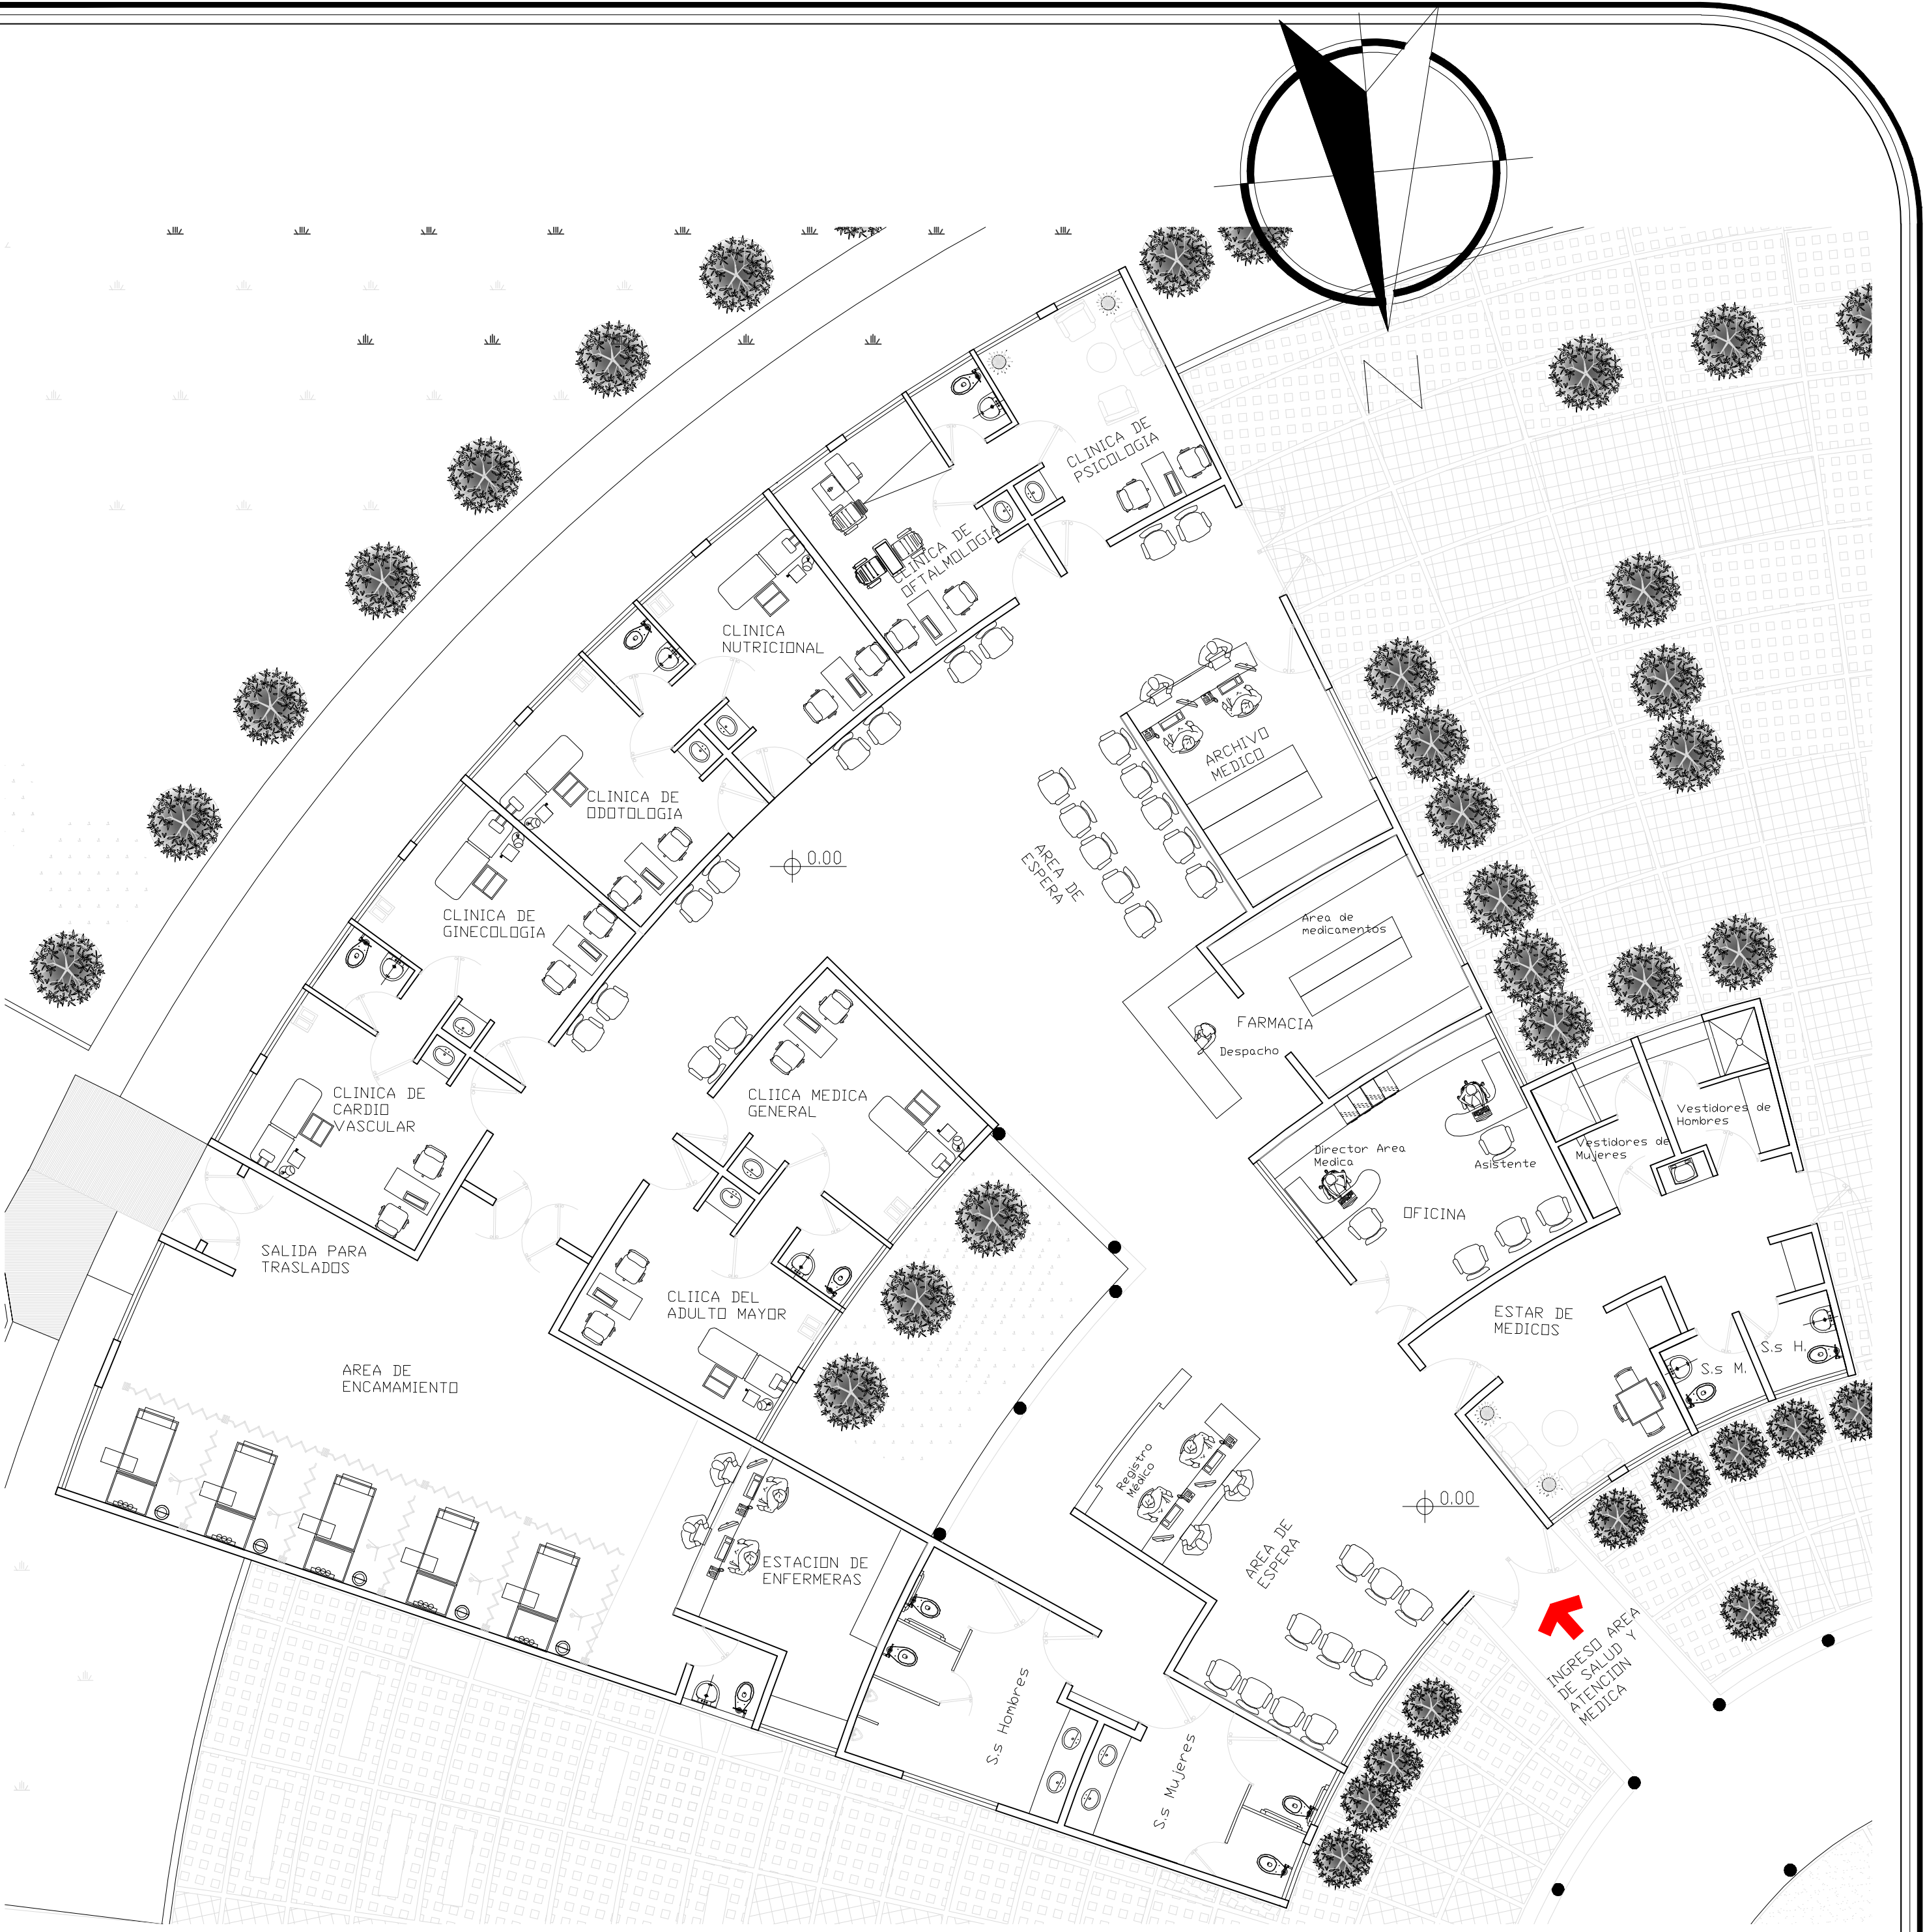 N
CLINICA DE
PSICOLOGIA
CLINICA DE
OFTALMOLOGIA
CLINICA
NUTRICIONAL
ARCHIVO
MEDICO
CLINICA DE
ODOTOLOGIA
0.00
AREA DE
ESPERA
CLINICA DE
GINECOLOGIA
Area de
medicamentos
FARMACIA
Despacho
CLINICA DE
CARDIO
VASCULAR
CLIICA MEDICA
GENERAL
Vestidores de
Hombres
Vestidores de
Mujeres
Director Area
Medica
Asistente
OFICINA
SALIDA PARA
TRASLADOS
CLIICA DEL
ADULTO MAYOR
ESTAR DE
MEDICOS
S.s H.
S.s M.
AREA DE
ENCAMAMIENTO
Registro
Médico
0.00
AREA DE
ESPERA
ESTACION DE
ENFERMERAS
INGRESO AREA
DE SALUD Y
ATENCION
MEDICA
S.s Hombres
S.s Mujeres